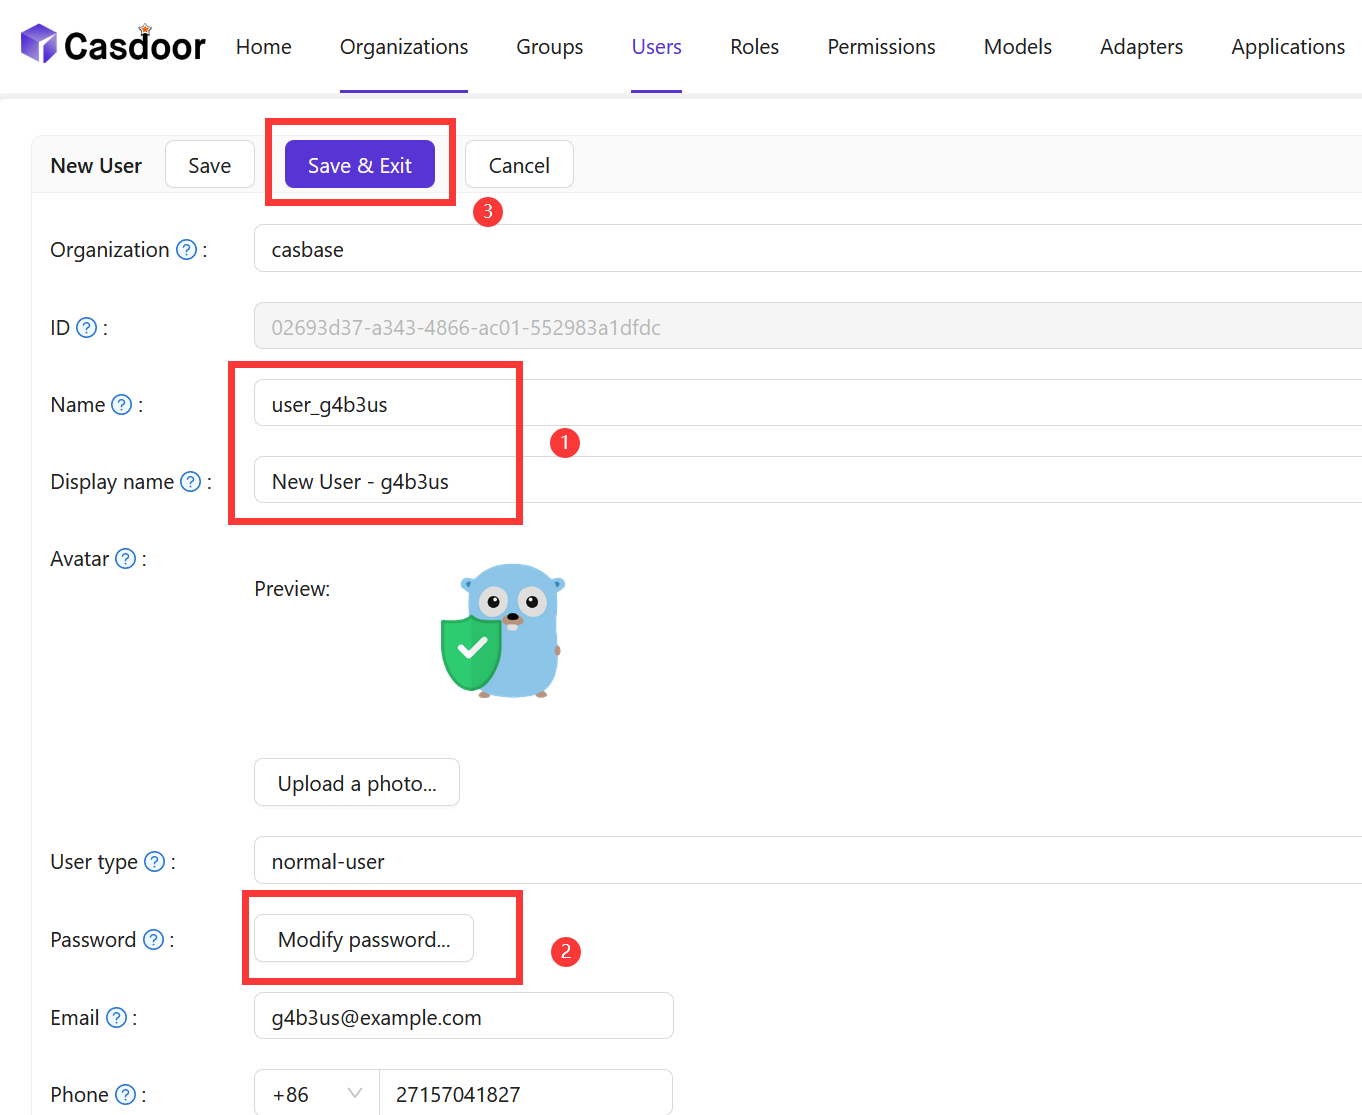 Casdoor Home Organizations Groups Users Roles Permissions Models Adapters Applications
New User Save Save & Exit Cancel
3
Organization ? : casbase
ID ? : 02693d37-a343-4866-ac01-552983a1dfdc
Name ? : user_g4b3us
1
Display name ? : New User - g4b3us
Avatar ? :
Preview:
Upload a photo...
User type ? : normal-user
Password ? : Modify password...
2
Email ? : g4b3us@example.com
Phone ? : +86 27157041827